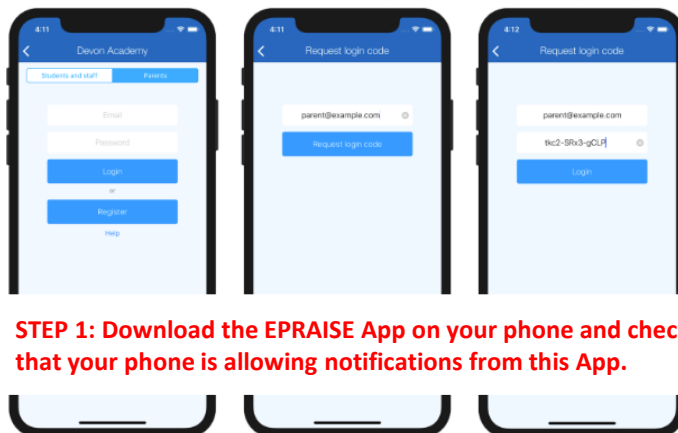 4:11
Devon Academy
Students and staff Parents
Email
Password
Login
or
Register
Help
4:11
Request login code
parent@example.com
Request login code
4:12
Request login code
parent@example.com
tkc2-SRx3-gCLP
Login
STEP 1: Download the EPRAISE App on your phone and chec
that your phone is allowing notifications from this App.